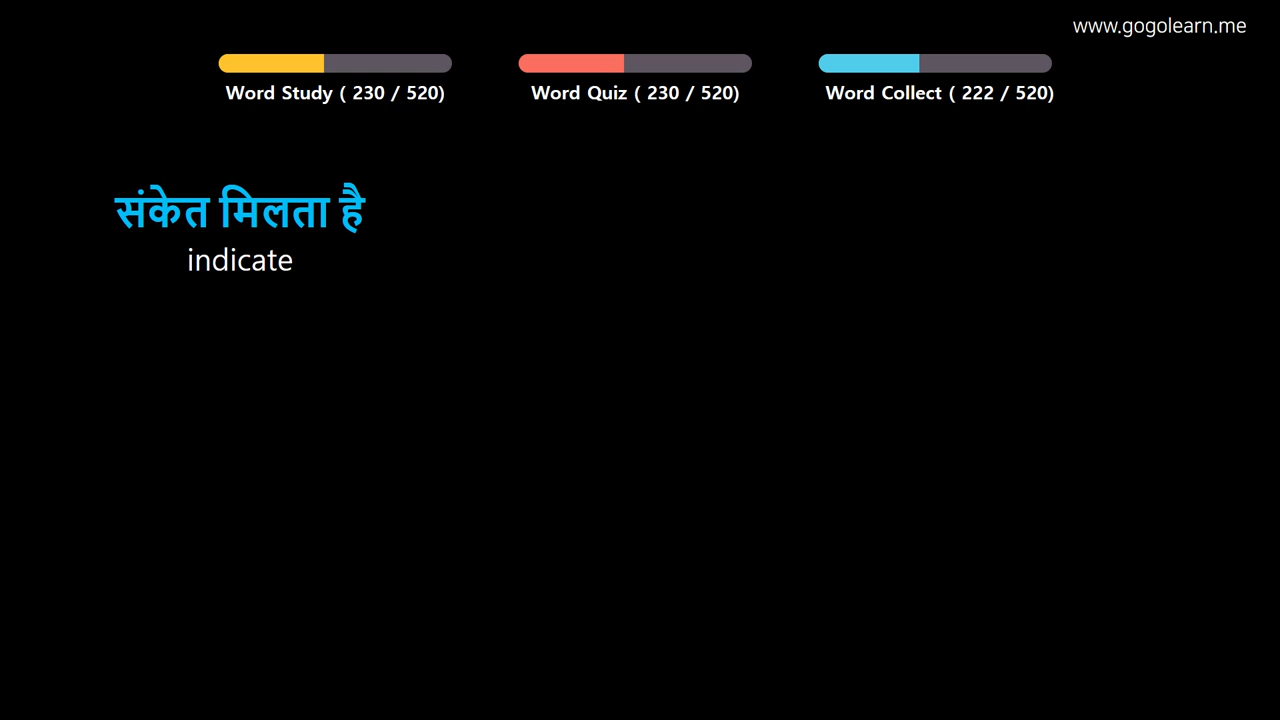 www.gogolearn.me
Word Study ( 230 / 520)
Word Quiz ( 230 / 520)
Word Collect ( 222 / 520)
संकेत मिलता है
indicate